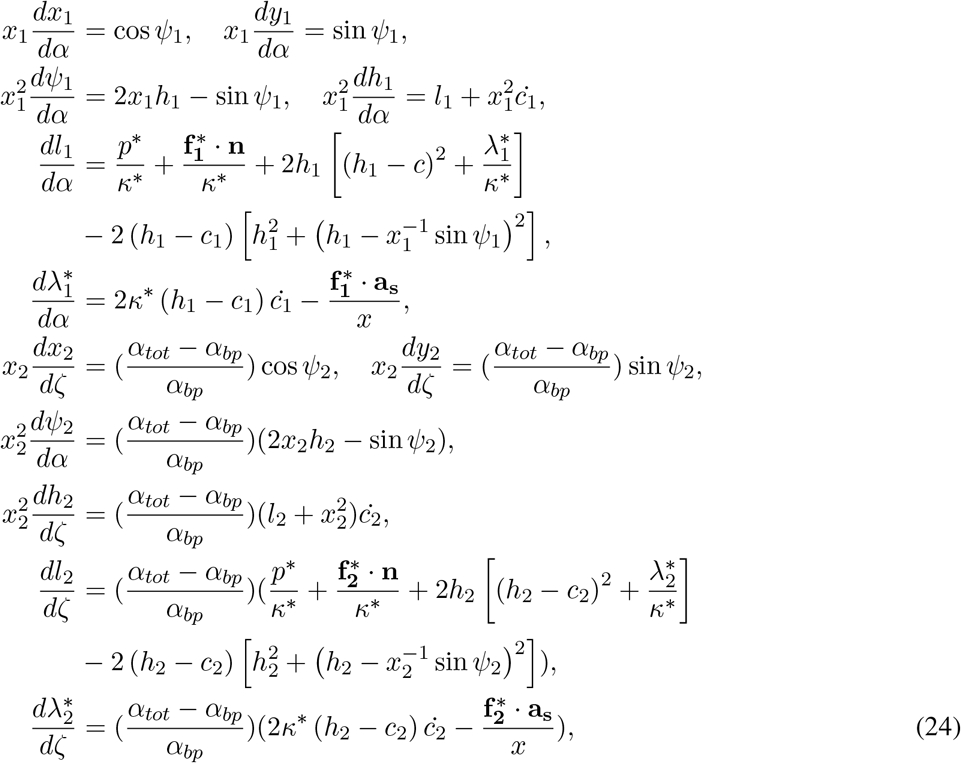 x_1 \frac{dx_1}{d\alpha} = \cos\psi_1, \quad x_1 \frac{dy_1}{d\alpha} = \sin\psi_1,
x_1^2 \frac{d\psi_1}{d\alpha} = 2x_1 h_1 - \sin\psi_1, \quad x_1^2 \frac{dh_1}{d\alpha} = l_1 + x_1^2 \dot{c_1},
\frac{dl_1}{d\alpha} = \frac{p^*}{\kappa^*} + \frac{\mathbf{f_1^*} \cdot \mathbf{n}}{\kappa^*} + 2h_1 \left[ (h_1 - c)^2 + \frac{\lambda_1^*}{\kappa^*} \right]
- 2 (h_1 - c_1) \left[ h_1^2 + \left( h_1 - x_1^{-1} \sin\psi_1 \right)^2 \right],
\frac{d\lambda_1^*}{d\alpha} = 2\kappa^* (h_1 - c_1) \dot{c_1} - \frac{\mathbf{f_1^*} \cdot \mathbf{a_s}}{x},
x_2 \frac{dx_2}{d\zeta} = (\frac{\alpha_{tot} - \alpha_{bp}}{\alpha_{bp}}) \cos\psi_2, \quad x_2 \frac{dy_2}{d\zeta} = (\frac{\alpha_{tot} - \alpha_{bp}}{\alpha_{bp}}) \sin\psi_2,
x_2^2 \frac{d\psi_2}{d\alpha} = (\frac{\alpha_{tot} - \alpha_{bp}}{\alpha_{bp}})(2x_2 h_2 - \sin\psi_2),
x_2^2 \frac{dh_2}{d\zeta} = (\frac{\alpha_{tot} - \alpha_{bp}}{\alpha_{bp}})(l_2 + x_2^2)\dot{c_2},
\frac{dl_2}{d\zeta} = (\frac{\alpha_{tot} - \alpha_{bp}}{\alpha_{bp}})(\frac{p^*}{\kappa^*} + \frac{\mathbf{f_2^*} \cdot \mathbf{n}}{\kappa^*} + 2h_2 \left[ (h_2 - c_2)^2 + \frac{\lambda_2^*}{\kappa^*} \right]
- 2 (h_2 - c_2) \left[ h_2^2 + \left( h_2 - x_2^{-1} \sin\psi_2 \right)^2 \right]),
\frac{d\lambda_2^*}{d\zeta} = (\frac{\alpha_{tot} - \alpha_{bp}}{\alpha_{bp}})(2\kappa^* (h_2 - c_2) \dot{c_2} - \frac{\mathbf{f_2^*} \cdot \mathbf{a_s}}{x}), \quad (24)